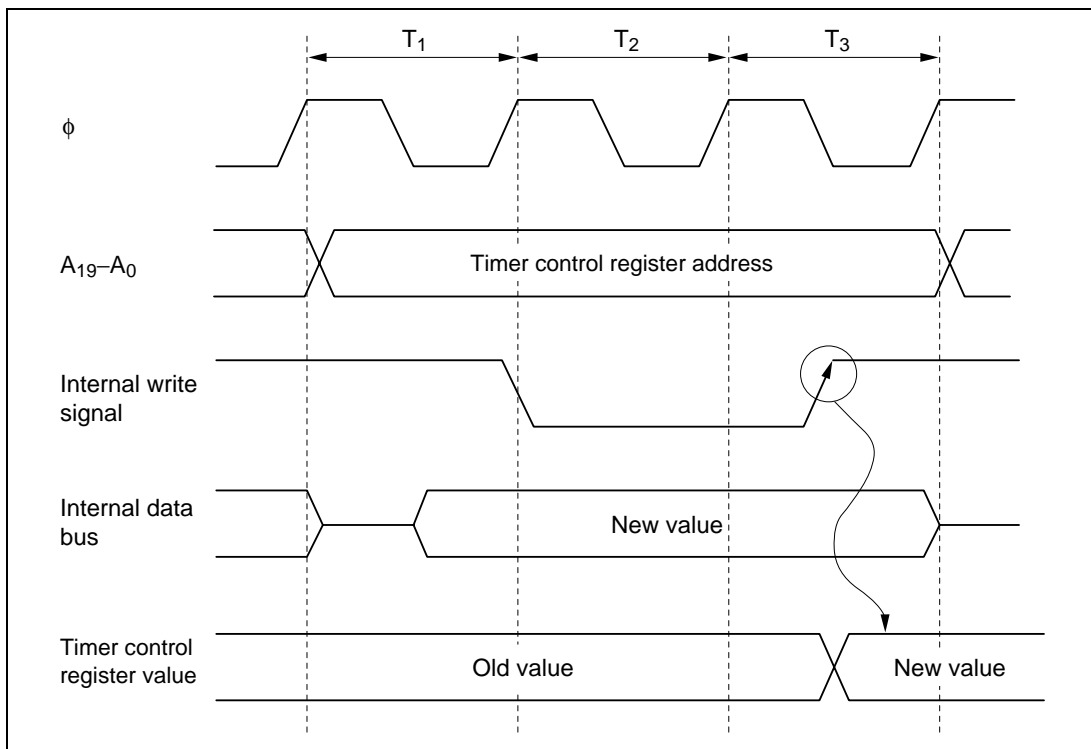 T1 T2 T3
ϕ
A19–A0
Timer control register address
Internal write
signal
Internal data
bus
New value
Timer control
register value
Old value
New value